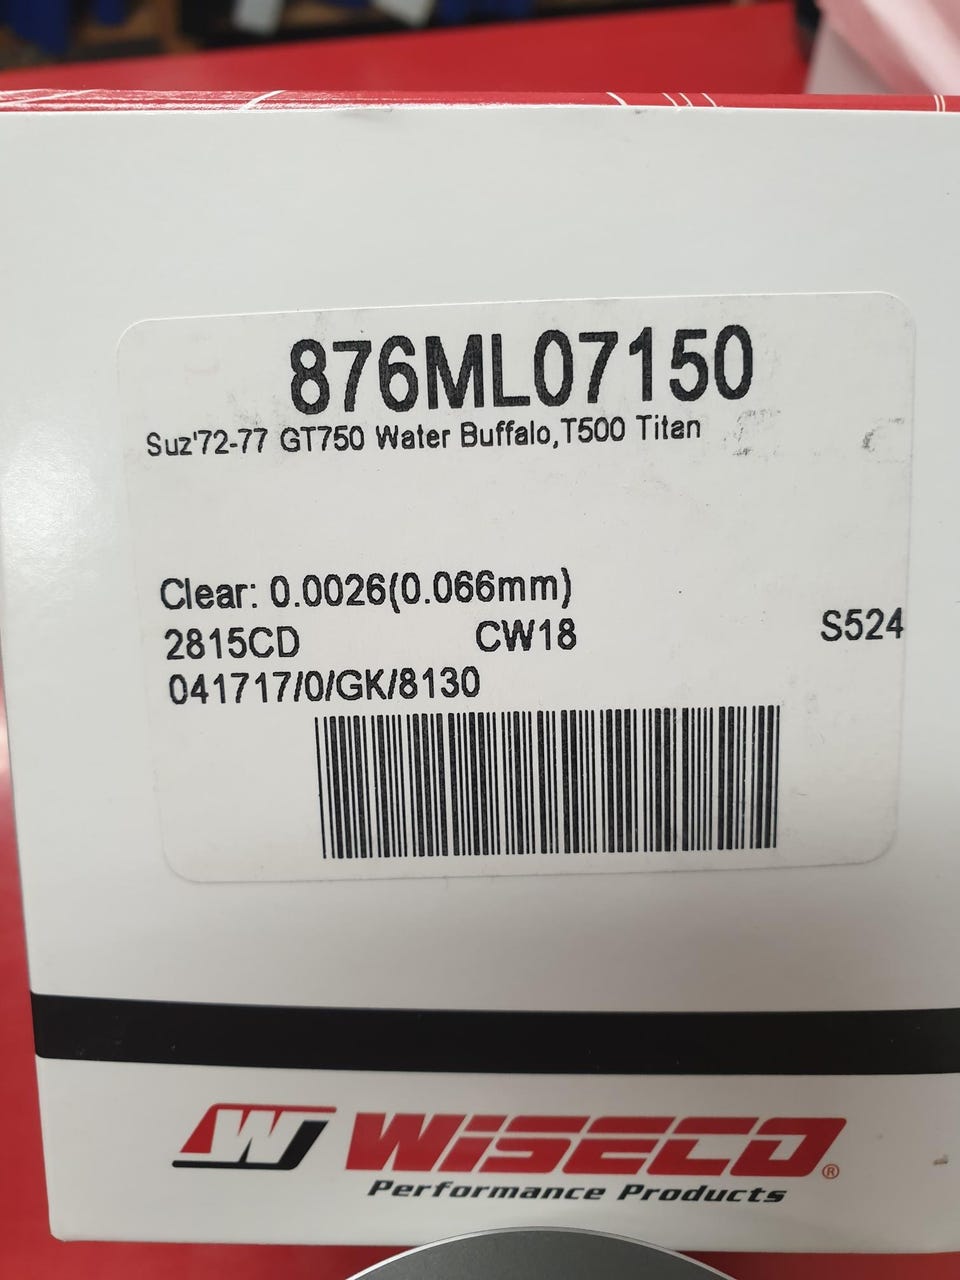 876ML07150
Suz'72-77 GT750 Water Buffalo,T500 Titan
Clear: 0.0026(0.066mm)
2815CD CW18 S524
041717/0/GK/8130
W WISECO®
Performance Products